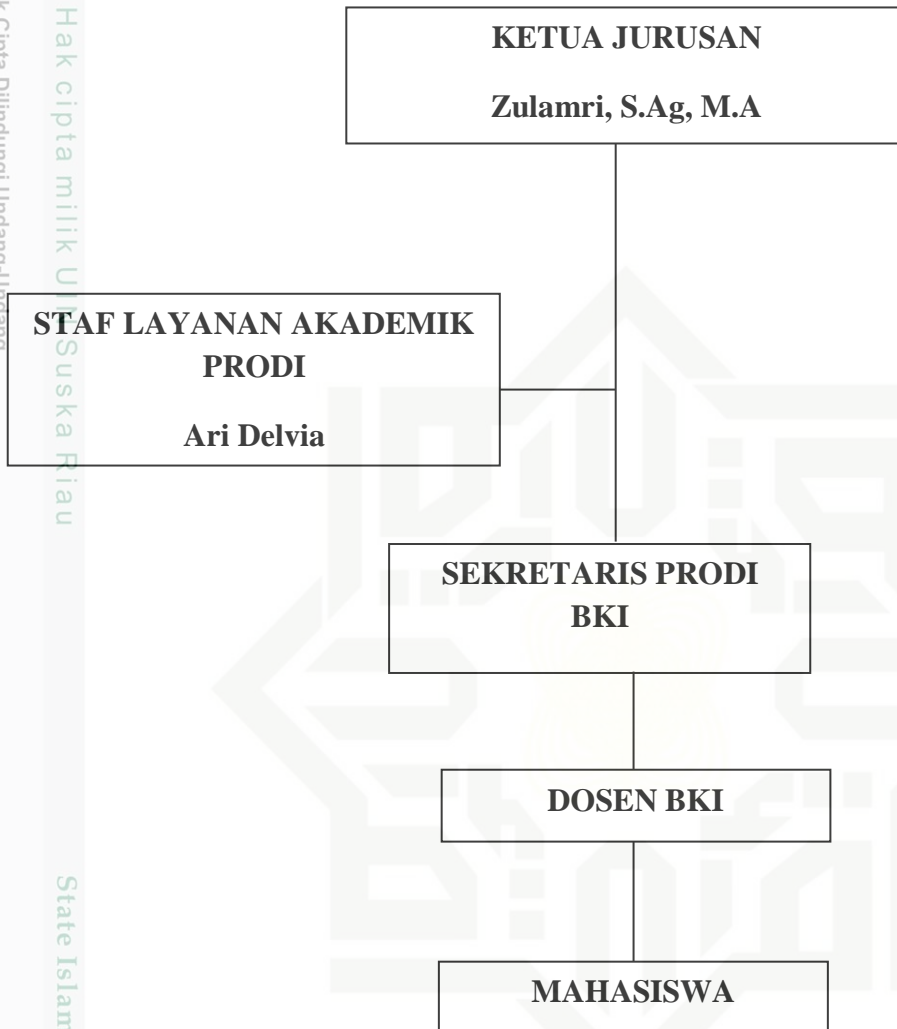 KETUA JURUSAN
Zulamri, S.Ag, M.A
STAF LAYANAN AKADEMIK
PRODI
Ari Delvia
SEKRETARIS PRODI
BKI
DOSEN BKI
MAHASISWA
Hak cipta milik UIN Suska Riau
State Islam